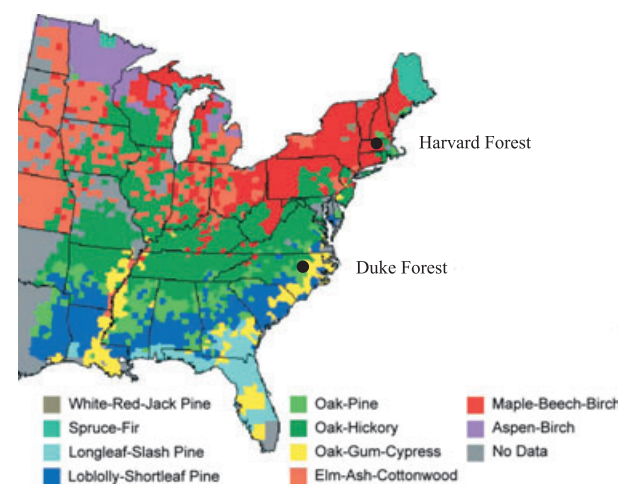 Harvard Forest
Duke Forest
White-Red-Jack Pine
Spruce-Fir
Longleaf-Slash Pine
Loblolly-Shortleaf Pine
Oak-Pine
Oak-Hickory
Oak-Gum-Cypress
Elm-Ash-Cottonwood
Maple-Beech-Birch
Aspen-Birch
No Data